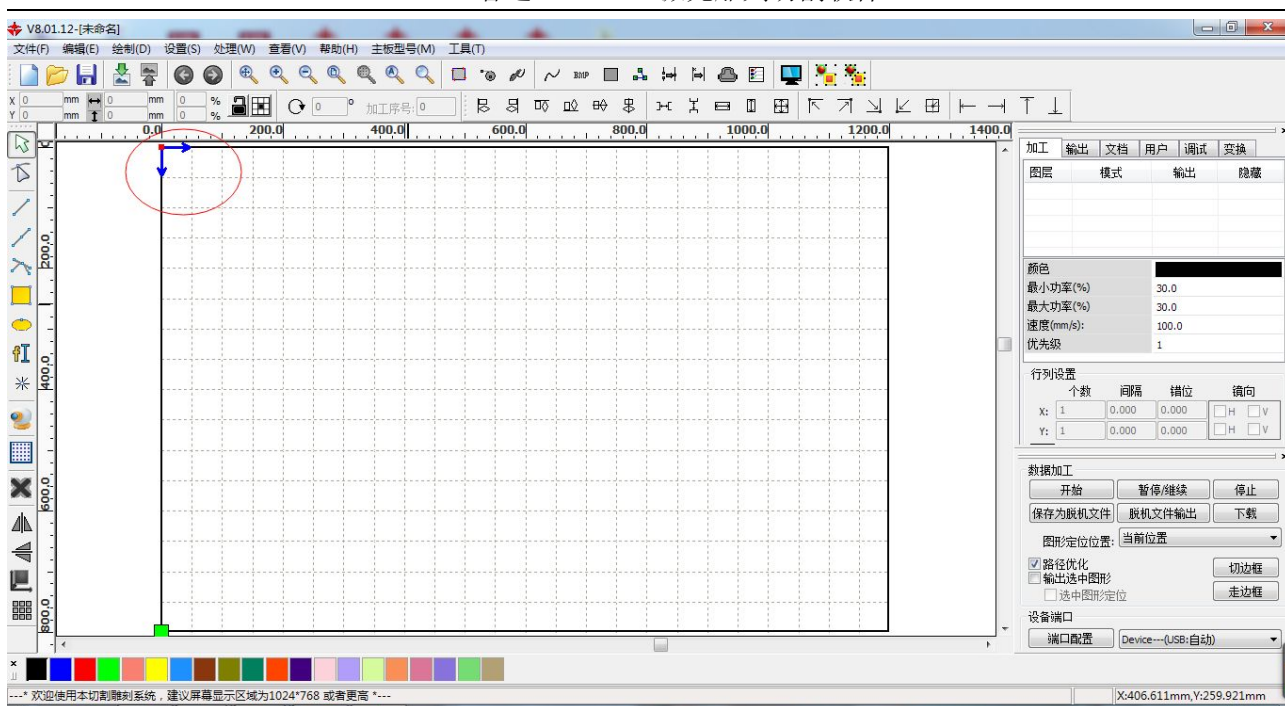 V8.01.12-[未命名]
文件(F) 编辑(E) 绘制(D) 设置(S) 处理(W) 查看(V) 帮助(H) 主板型号(M) 工具(T)
BMP
X 0 mm 0 mm 0 % 0 ° 加工序号: 0
Y 0 mm 0 mm 0 %
0.0 200.0 400.0 600.0 800.0 1000.0 1200.0 1400.0
200.0
400.0
600.0
800.0
加工 输出 文档 用户 调试 变换
图层 模式 输出 隐藏
颜色
最小功率(%) 30.0
最大功率(%) 30.0
速度(mm/s): 100.0
优先级 1
行列设置
个数 间隔 错位 镜向
X: 1 0.000 0.000 H V
Y: 1 0.000 0.000 H V
数据加工
开始 暂停/继续 停止
保存为脱机文件 脱机文件输出 下载
图形定位位置: 当前位置
路径优化 切边框
输出选中图形
选中图形定位 走边框
设备端口
端口配置 Device---(USB:自动)
---* 欢迎使用本切割雕刻系统，建议屏幕显示区域为1024*768 或者更高 *---
X:406.611mm,Y:259.921mm